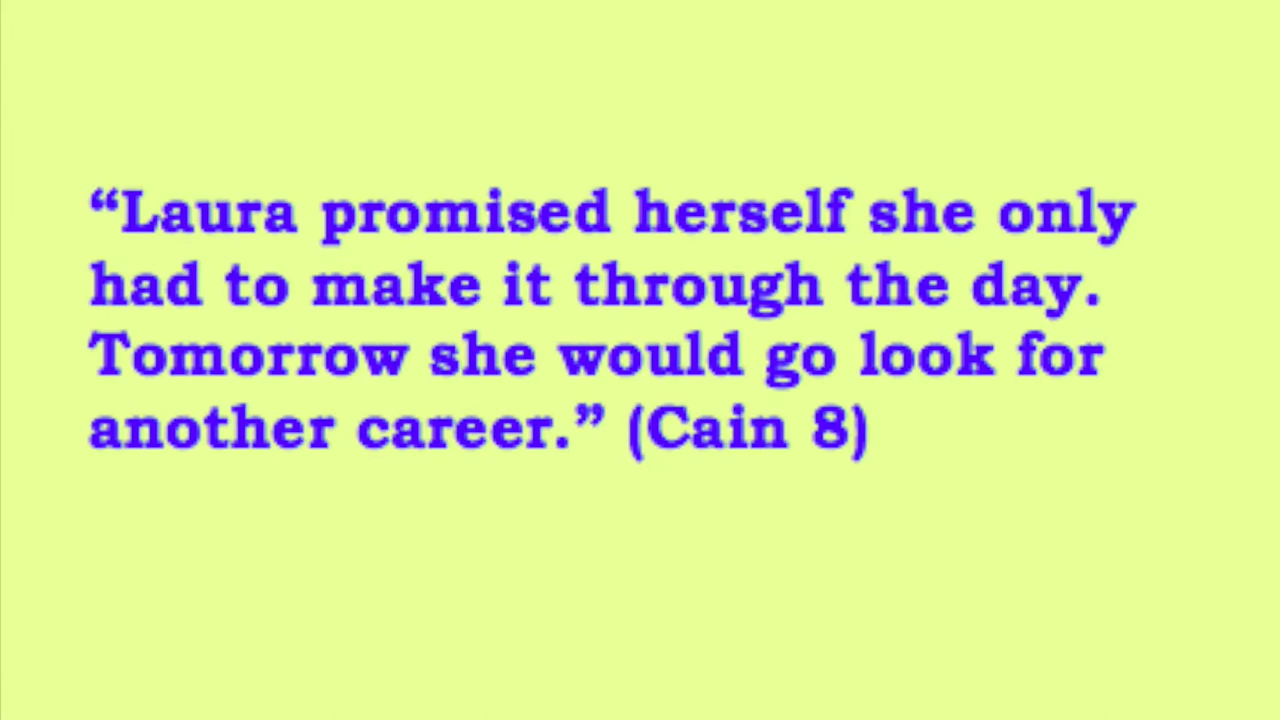 “Laura promised herself she only
had to make it through the day.
Tomorrow she would go look for
another career.” (Cain 8)